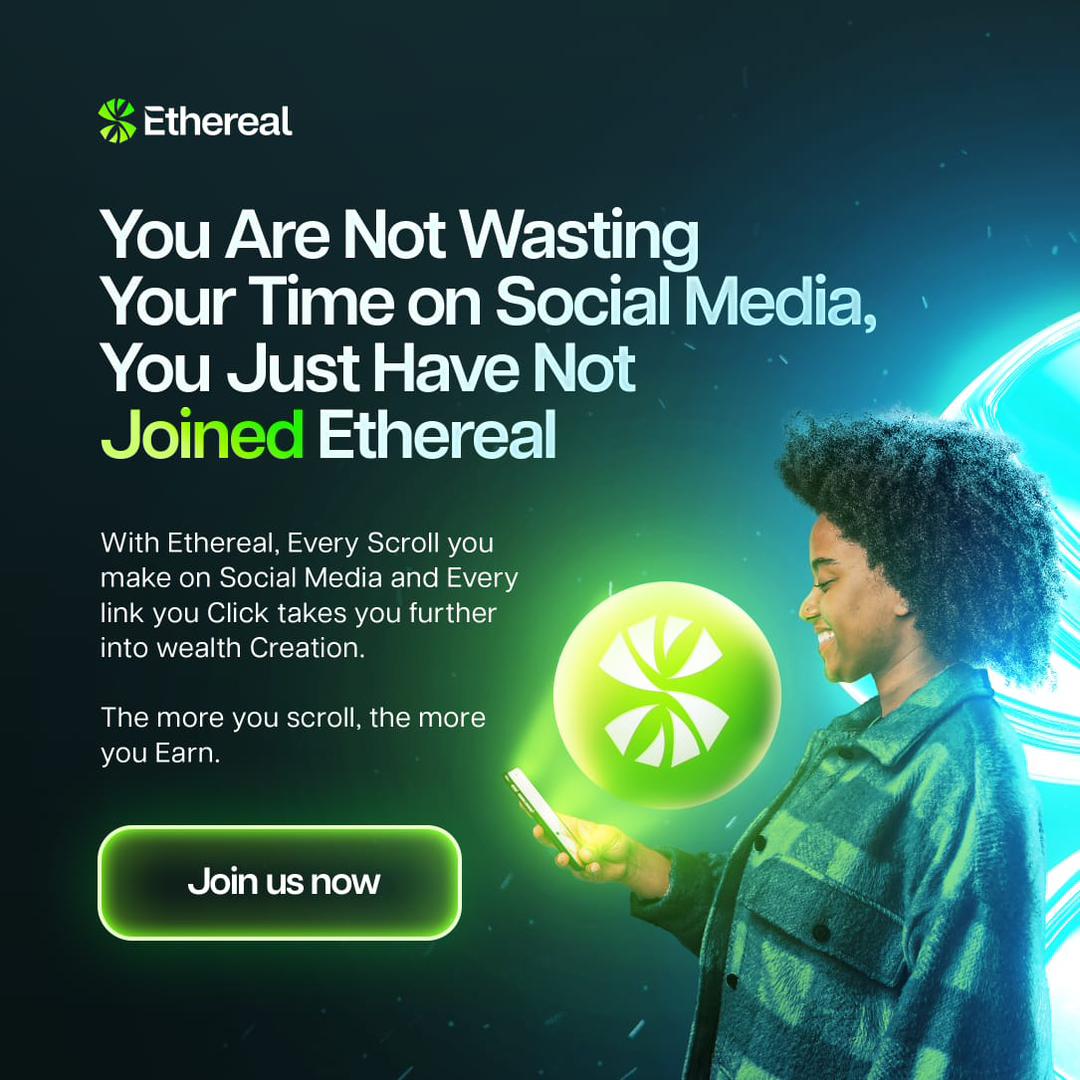 Ethereal
You Are Not Wasting
Your Time on Social Media,
You Just Have Not
Joined Ethereal
With Ethereal, Every Scroll you
make on Social Media and Every
link you Click takes you further
into wealth Creation.
The more you scroll, the more
you Earn.
Join us now